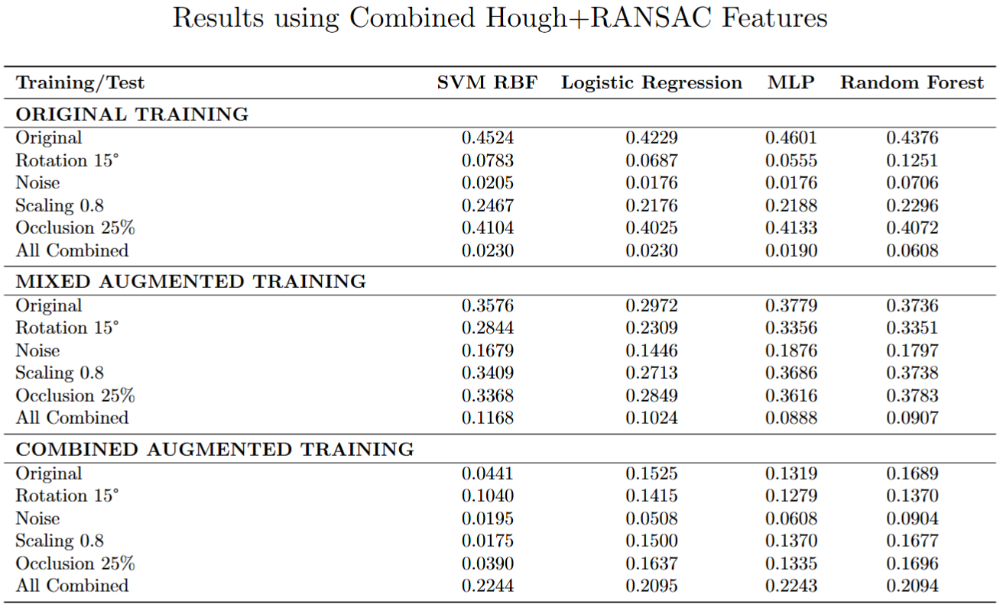 Results using Combined Hough+RANSAC Features
Training/Test SVM RBF Logistic Regression MLP Random Forest
ORIGINAL TRAINING
Original 0.4524 0.4229 0.4601 0.4376
Rotation 15° 0.0783 0.0687 0.0555 0.1251
Noise 0.0205 0.0176 0.0176 0.0706
Scaling 0.8 0.2467 0.2176 0.2188 0.2296
Occlusion 25% 0.4104 0.4025 0.4133 0.4072
All Combined 0.0230 0.0230 0.0190 0.0608
MIXED AUGMENTED TRAINING
Original 0.3576 0.2972 0.3779 0.3736
Rotation 15° 0.2844 0.2309 0.3356 0.3351
Noise 0.1679 0.1446 0.1876 0.1797
Scaling 0.8 0.3409 0.2713 0.3686 0.3738
Occlusion 25% 0.3368 0.2849 0.3616 0.3783
All Combined 0.1168 0.1024 0.0888 0.0907
COMBINED AUGMENTED TRAINING
Original 0.0441 0.1525 0.1319 0.1689
Rotation 15° 0.1040 0.1415 0.1279 0.1370
Noise 0.0195 0.0508 0.0608 0.0904
Scaling 0.8 0.0175 0.1500 0.1370 0.1677
Occlusion 25% 0.0390 0.1637 0.1335 0.1696
All Combined 0.2244 0.2095 0.2243 0.2094